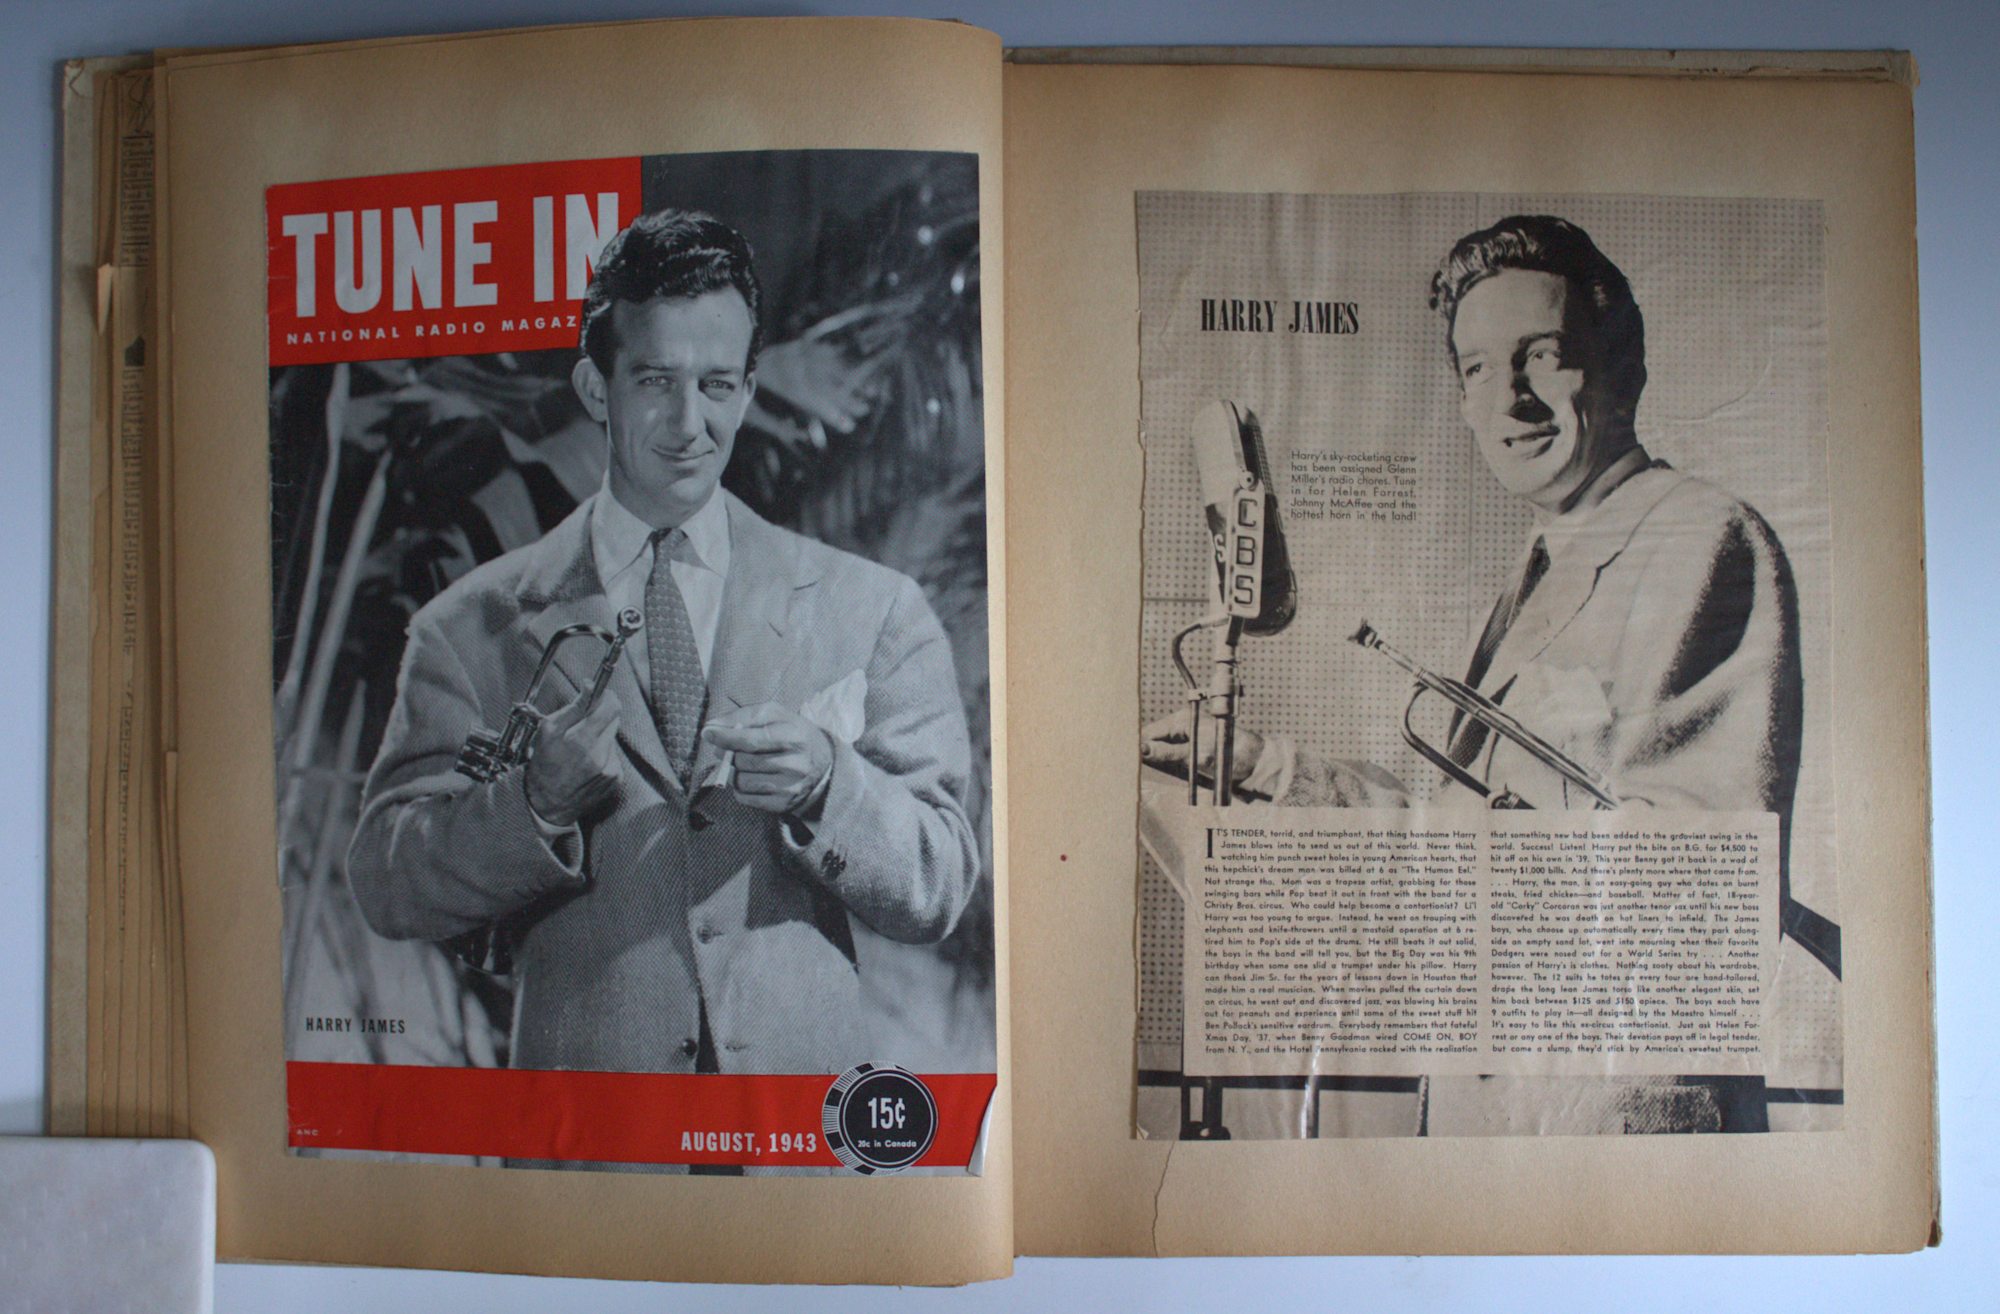 TUNE IN
NATIONAL RADIO MAGAZ
HARRY JAMES
ANC
AUGUST, 1943
15¢
20c in Canada
HARRY JAMES
Harry's sky-rocketing crew
has been assigned Glenn
Miller's radio chores. Tune
in for Helen Forrest,
Johnny McAffee and the
hottest horn in the land!
CBS
IT'S TENDER, torrid, and triumphant, that thing handsome Harry
James blows into to send us out of this world. Never think,
watching him punch sweet holes in young American hearts, that
this hepchick's dream man was billed at 6 as "The Human Eel."
Not strange tho. Mom was a trapeze artist, grabbing for those
swinging bars while Pop beat it out in front with the band for a
Christy Bros. circus. Who could help become a contortionist? Li'l
Harry was too young to argue. Instead, he went on trouping with
elephants and knife-throwers until a mastoid operation at 6 re-
tired him to Pop's side at the drums. He still beats it out solid,
the boys in the band will tell you, but the Big Day was his 9th
birthday when some one slid a trumpet under his pillow. Harry
can thank Jim Sr. for the years of lessons down in Houston that
made him a real musician. When movies pulled the curtain down
on circus, he went out and discovered jazz, was blowing his brains
out for peanuts and experience until some of the sweet stuff hit
Ben Pollack's sensitive eardrum. Everybody remembers that fateful
Xmas Day, '37, when Benny Goodman wired COME ON, BOY
from N. Y., and the Hotel Pennsylvania rocked with the realization
that something new had been added to the grooviest swing in the
world. Success! Listen! Harry put the bite on B.G. for $4,500 to
hit off on his own in '39. This year Benny got it back in a wad of
twenty $1,000 bills. And there's plenty more where that came from.
. . . Harry, the man, is an easy-going guy who dotes on burnt
steaks, fried chicken—and baseball. Matter of fact, 18-year-
old "Corky" Corcoran was just another tenor sax until his new boss
discovered he was death on hot liners to infield. The James
boys, who choose up automatically every time they park along-
side an empty sand lot, went into mourning when their favorite
Dodgers were nosed out for a World Series try . . . Another
passion of Harry's is clothes. Nothing zooty about his wardrobe,
however. The 12 suits he totes on every tour are hand-tailored,
drape the long lean James torso like another elegant skin, set
him back between $125 and $150 apiece. The boys each have
9 outfits to play in—all designed by the Maestro himself . . .
It's easy to like this ex-circus contortionist. Just ask Helen For-
rest or any one of the boys. Their devotion pays off in legal tender,
but come a slump, they'd stick by America's sweetest trumpet.